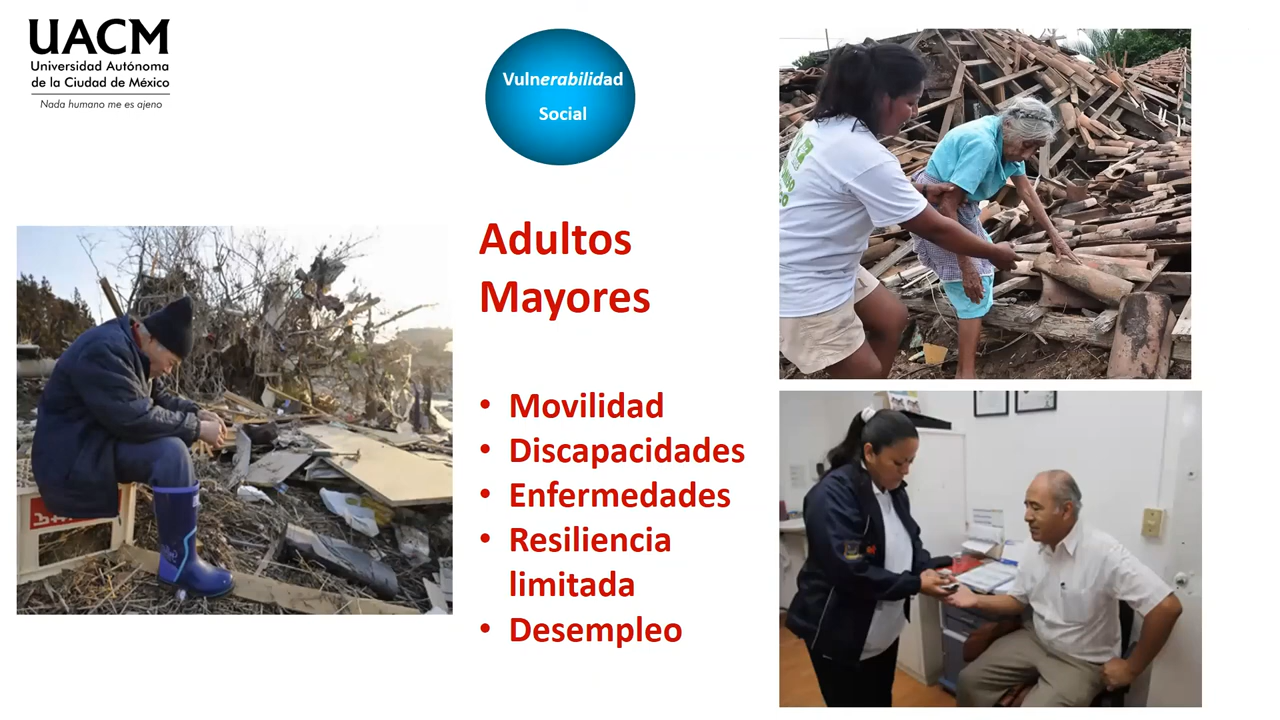 UACM
Universidad Autónoma
de la Ciudad de México
Nada humano me es ajeno
Vulnerabilidad
Social
Adultos
Mayores
• Movilidad
• Discapacidades
• Enfermedades
• Resiliencia
limitada
• Desempleo